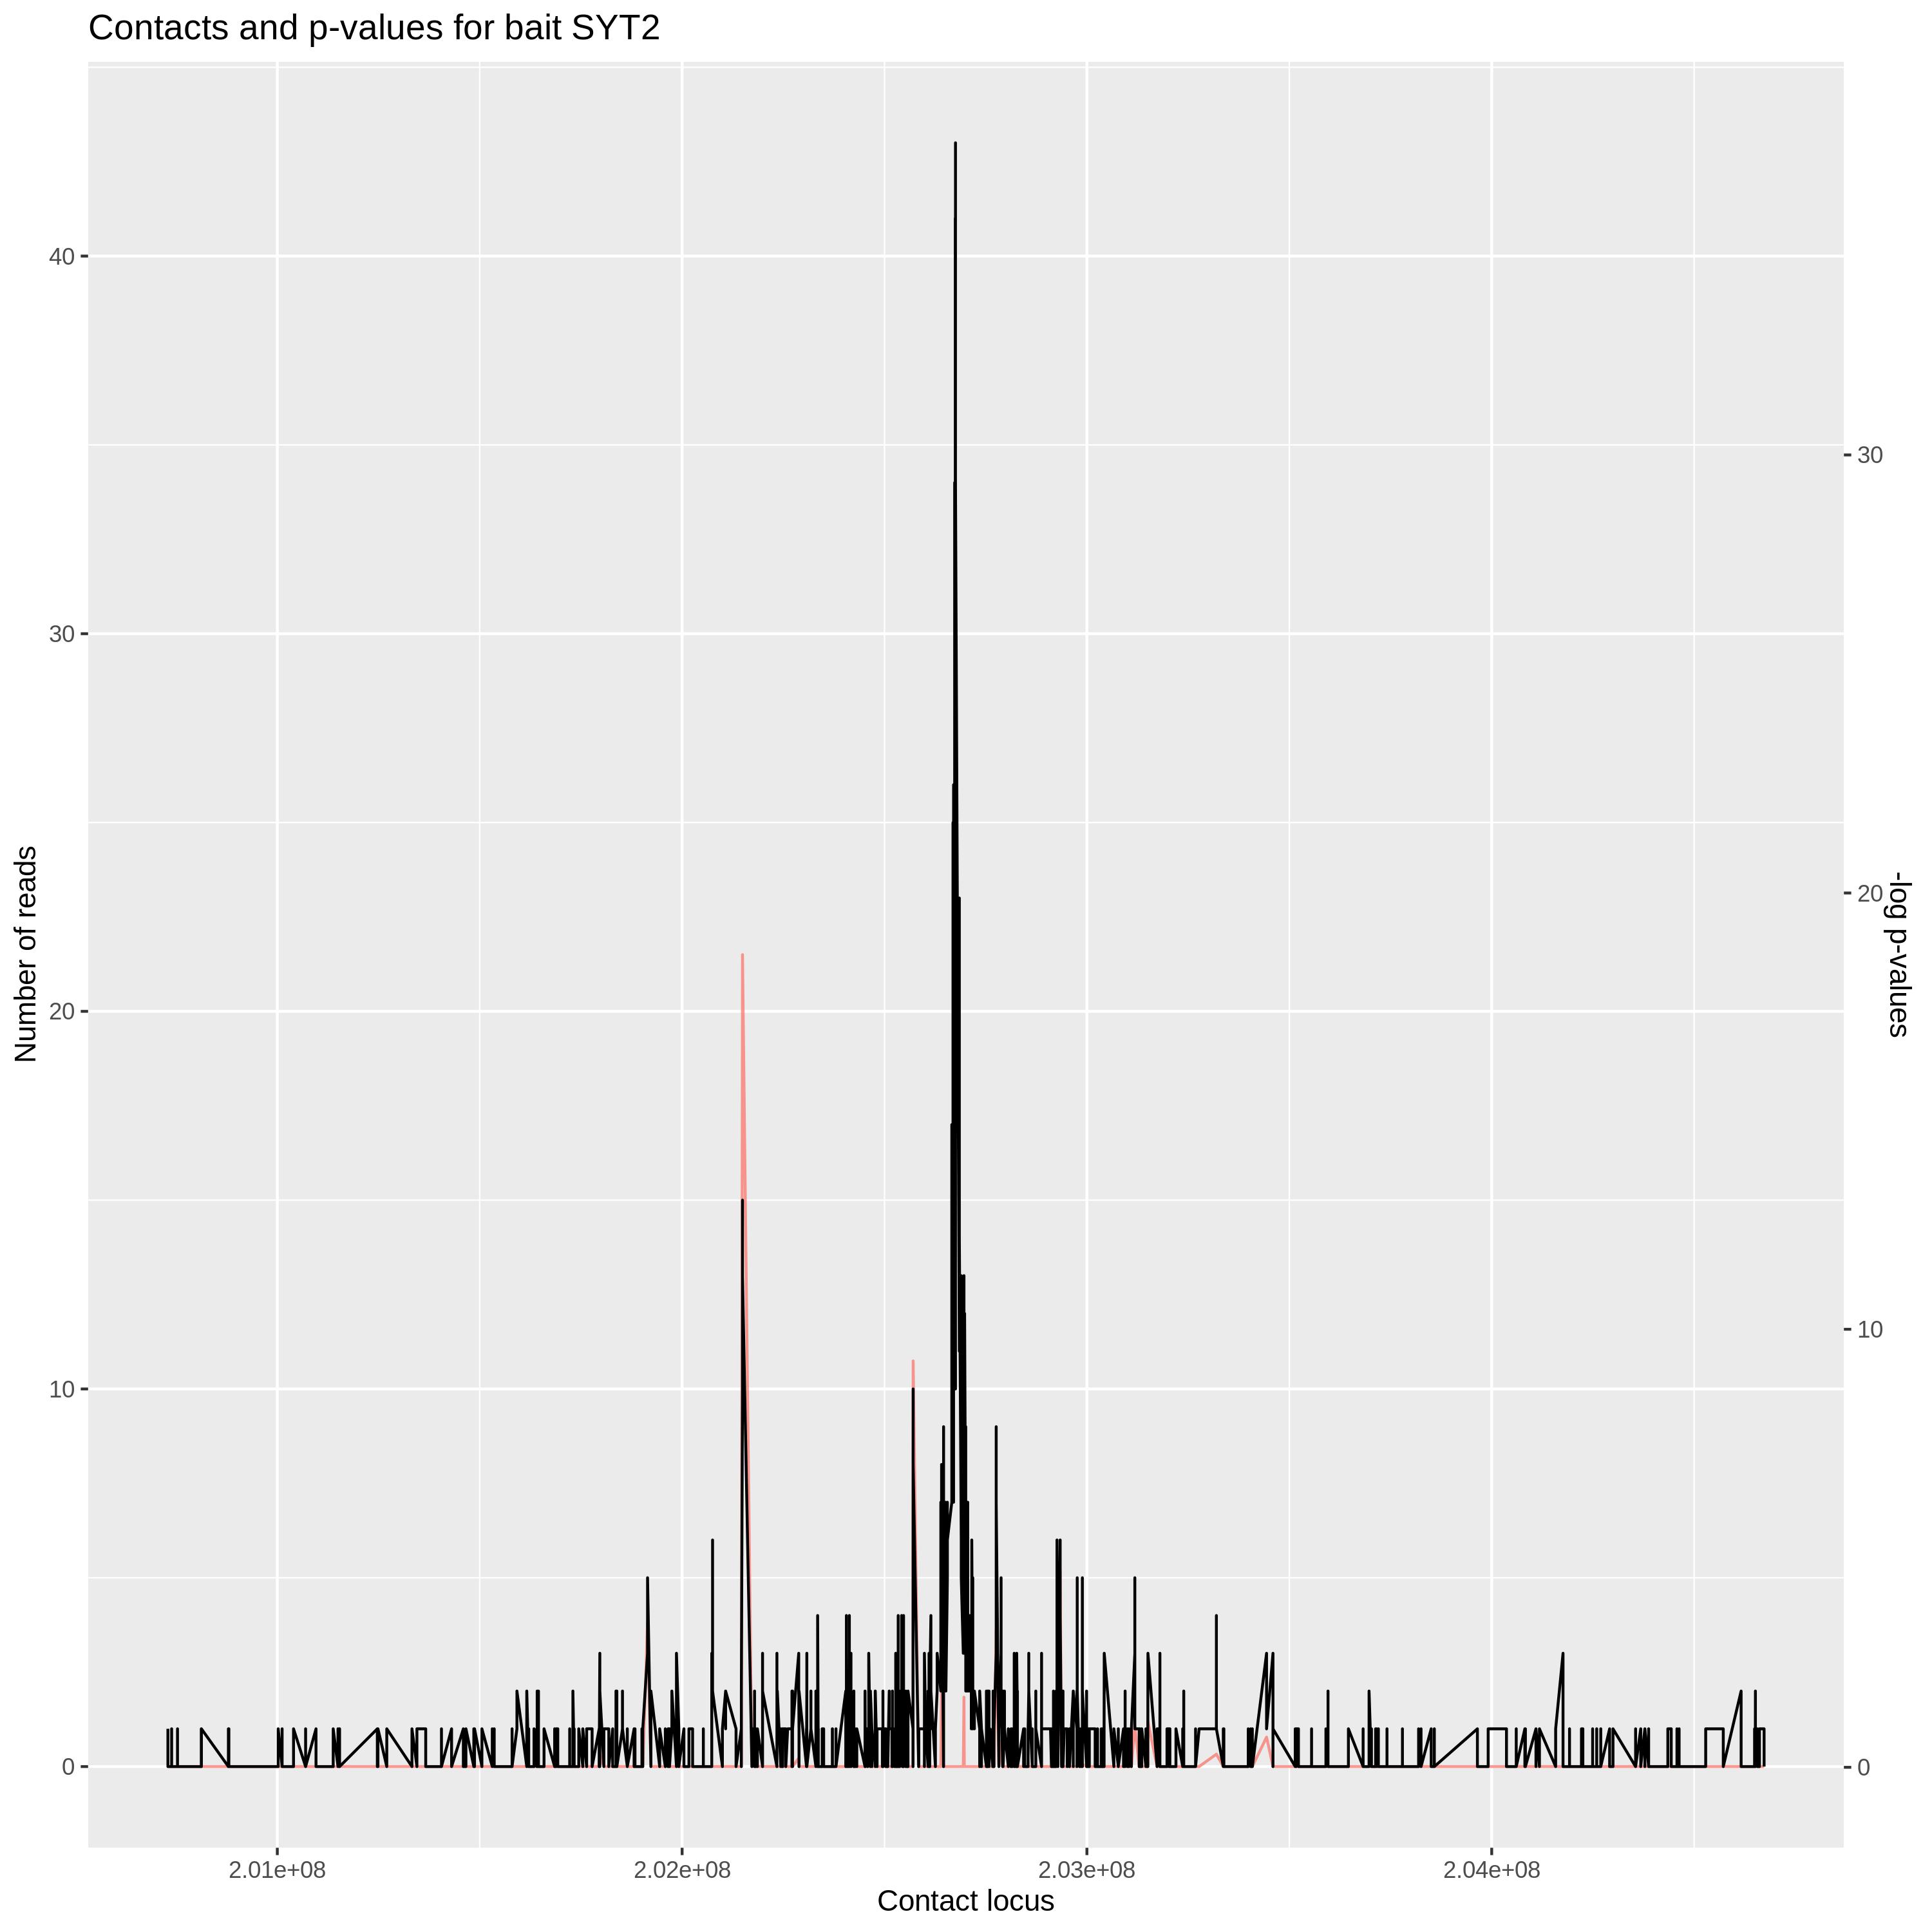 Contacts and p-values for bait SYT2
Number of reads
40
30
20
10
0
30
20
10
0
-log p-values
2.01e+08 2.02e+08 2.03e+08 2.04e+08
Contact locus